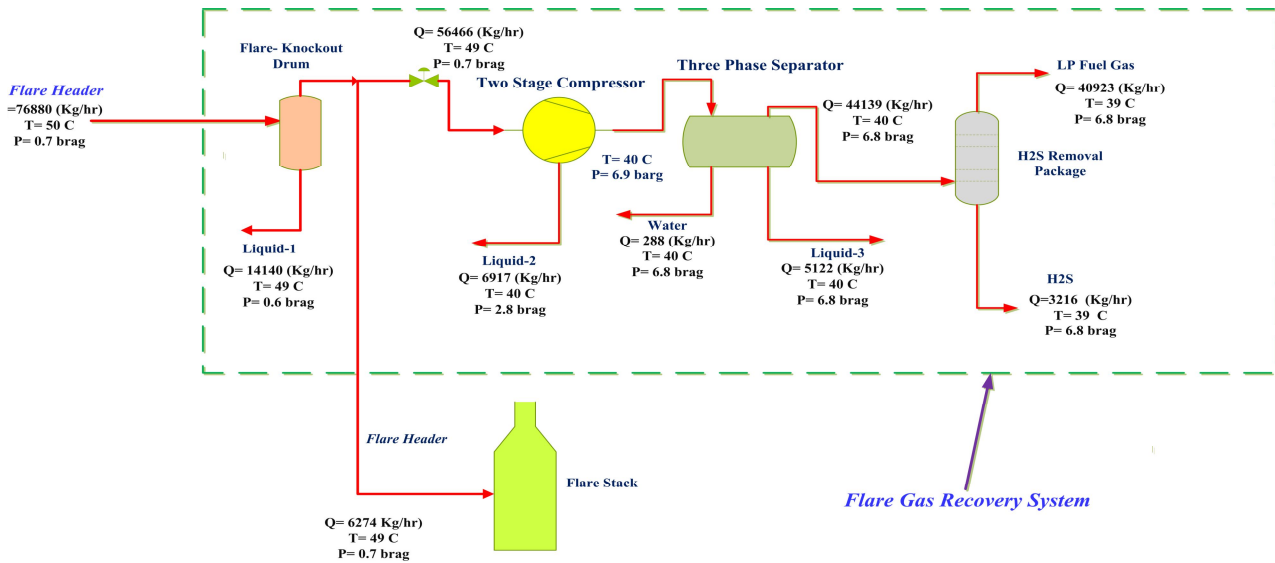 Flare Header
=76880 (Kg/hr)
T= 50 C
P= 0.7 brag
Flare- Knockout
Drum
Liquid-1
Q= 14140 (Kg/hr)
T= 49 C
P= 0.6 brag
Q= 56466 (Kg/hr)
T= 49 C
P= 0.7 brag
Two Stage Compressor
T= 40 C
P= 6.9 barg
Liquid-2
Q= 6917 (Kg/hr)
T= 40 C
P= 2.8 brag
Three Phase Separator
Water
Q= 288 (Kg/hr)
T= 40 C
P= 6.8 brag
Liquid-3
Q= 5122 (Kg/hr)
T= 40 C
P= 6.8 brag
Q= 44139 (Kg/hr)
T= 40 C
P= 6.8 brag
LP Fuel Gas
Q= 40923 (Kg/hr)
T= 39 C
P= 6.8 brag
H2S Removal
Package
H2S
Q=3216 (Kg/hr)
T= 39 C
P= 6.8 brag
Flare Header
Flare Stack
Q= 6274 Kg/hr)
T= 49 C
P= 0.7 brag
Flare Gas Recovery System